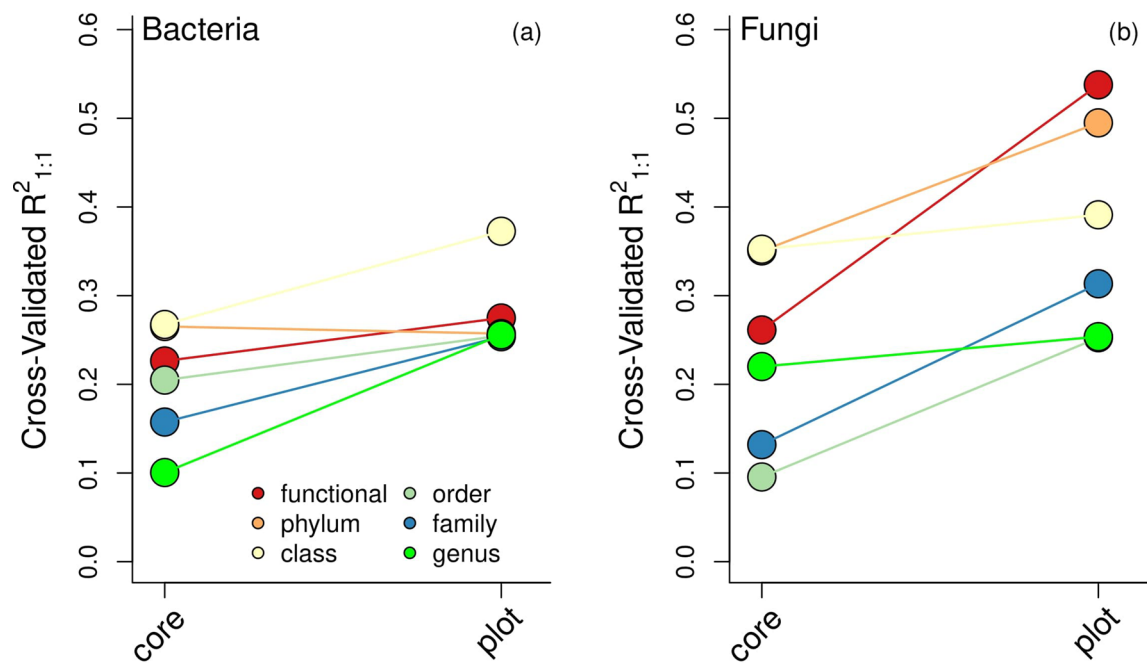 Bacteria (a)
Cross-Validated R²1:1
0.6
0.5
0.4
0.3
0.2
0.1
0.0
functional order
phylum family
class genus
core plot
Fungi (b)
Cross-Validated R²1:1
0.6
0.5
0.4
0.3
0.2
0.1
0.0
core plot